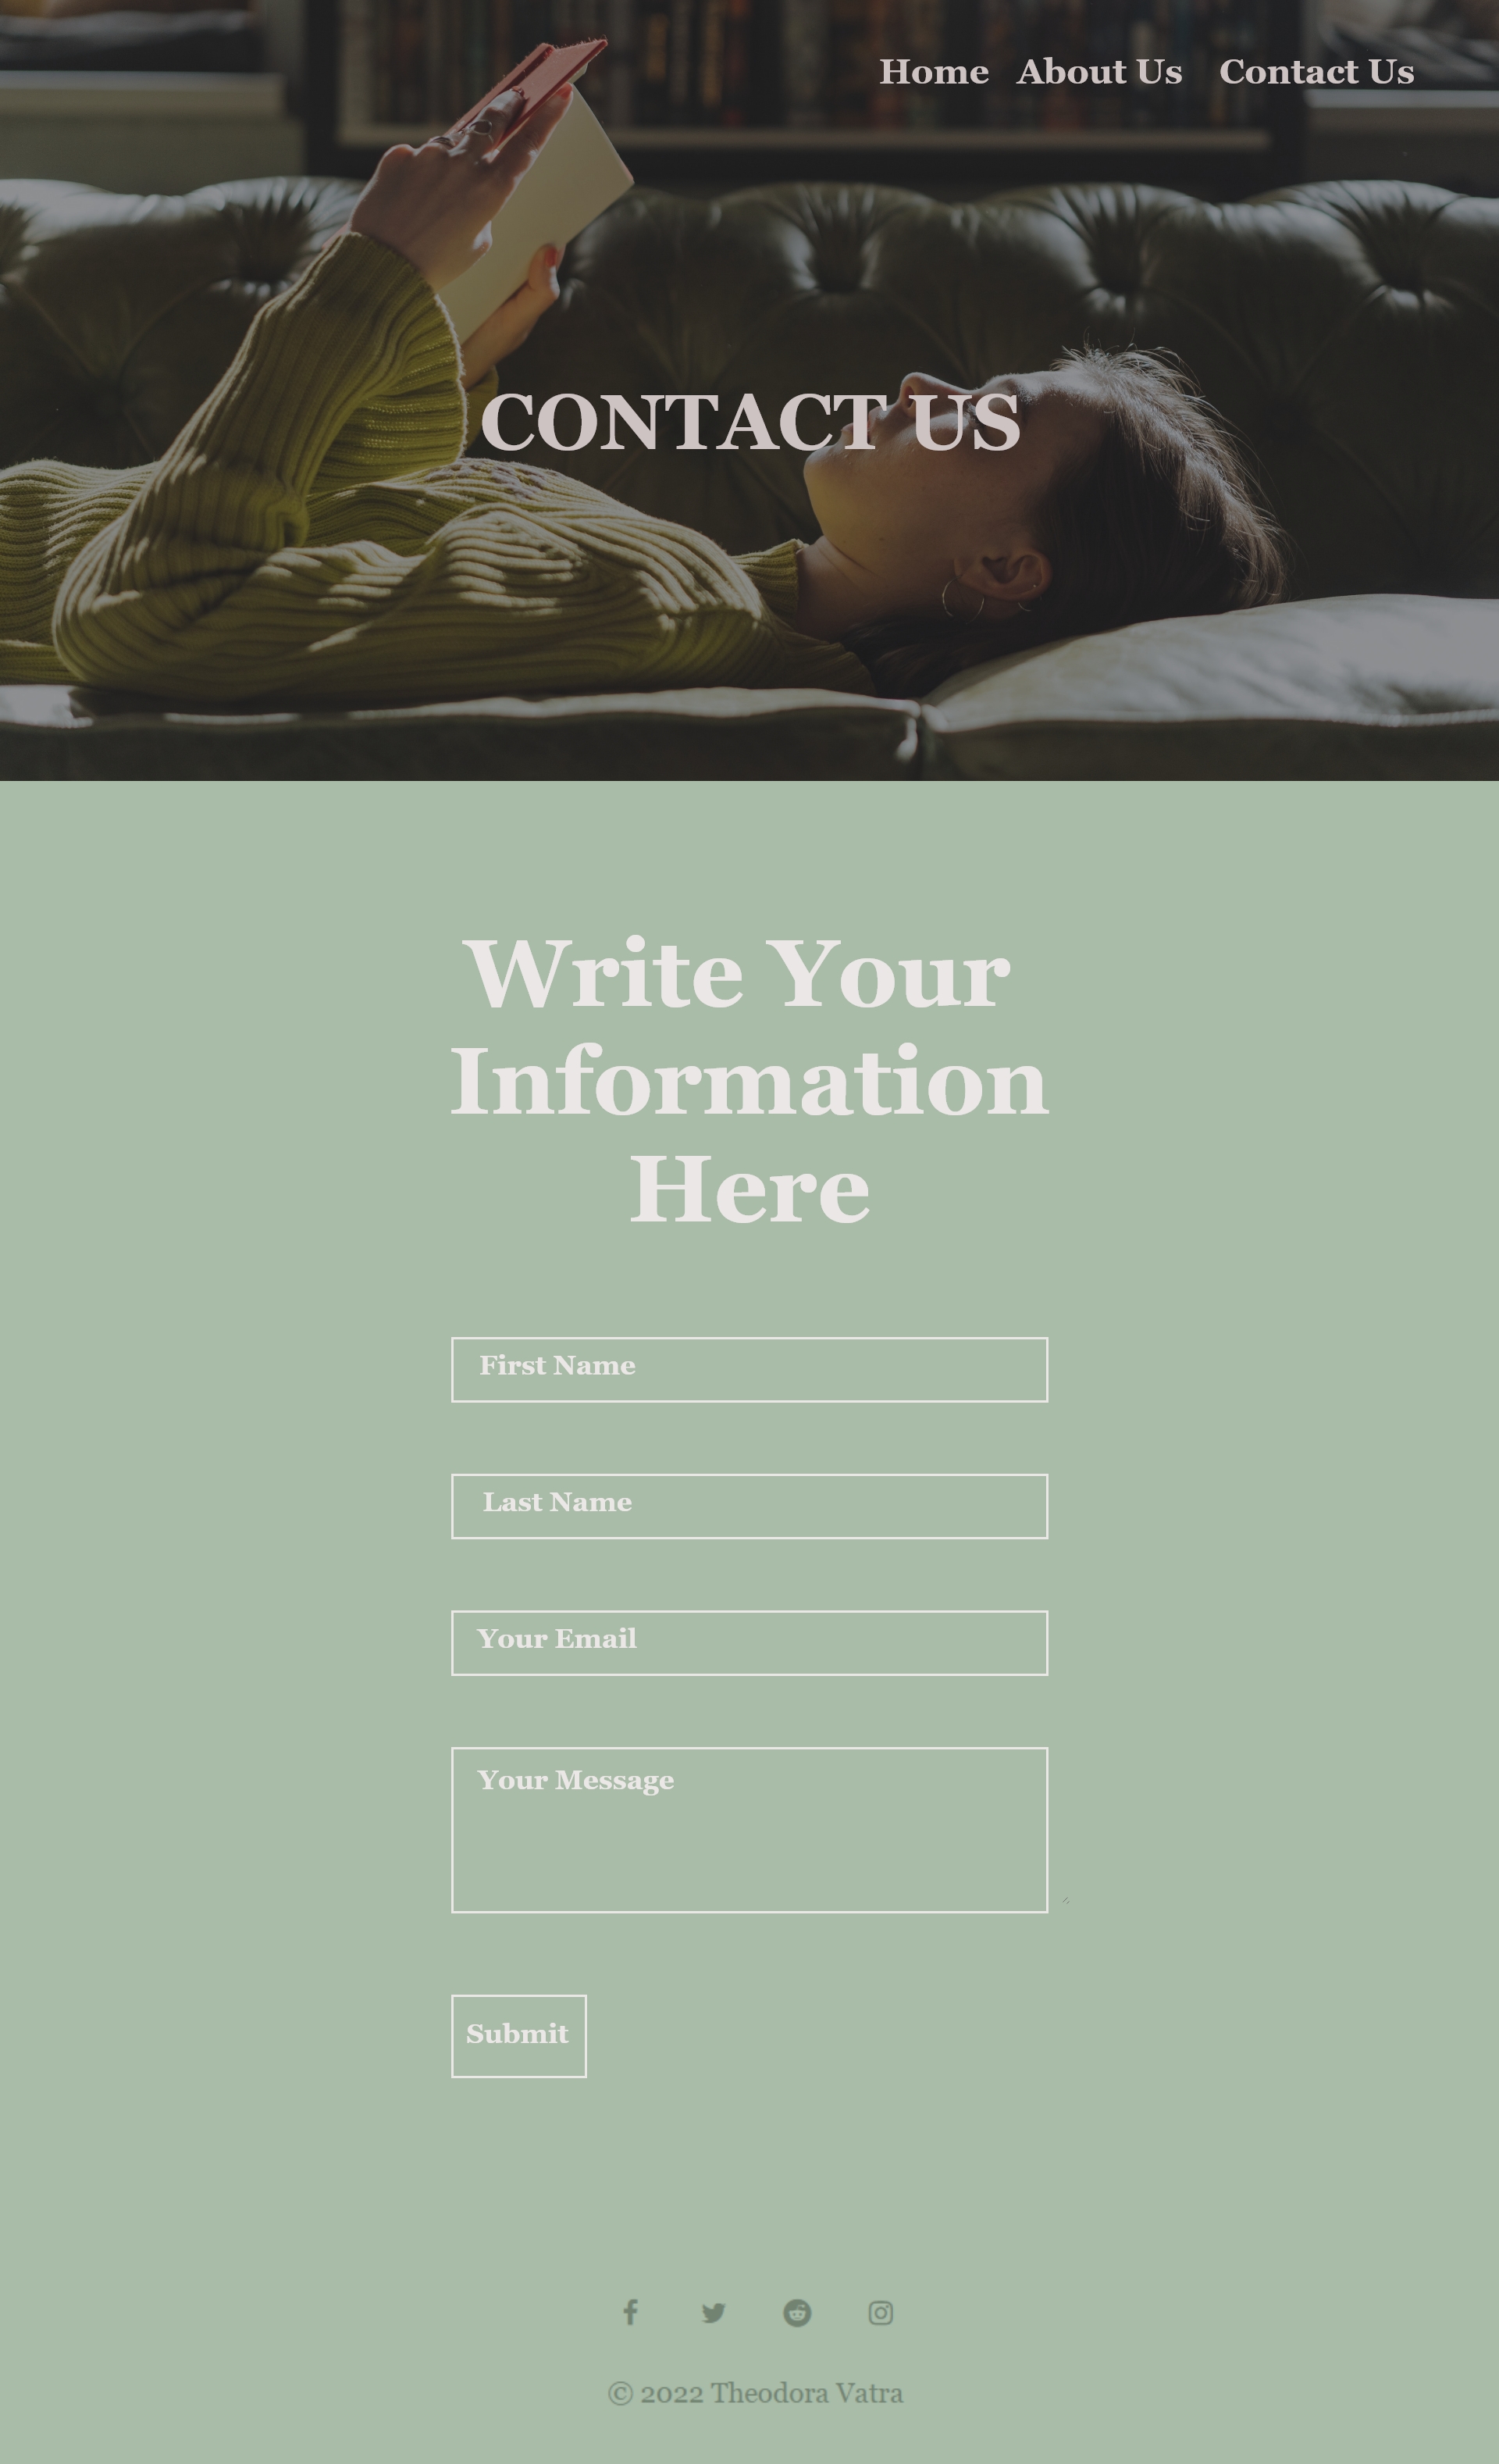 Home About Us Contact Us
CONTACT US
Write Your
Information
Here
First Name
Last Name
Your Email
Your Message
Submit
© 2022 Theodora Vatra